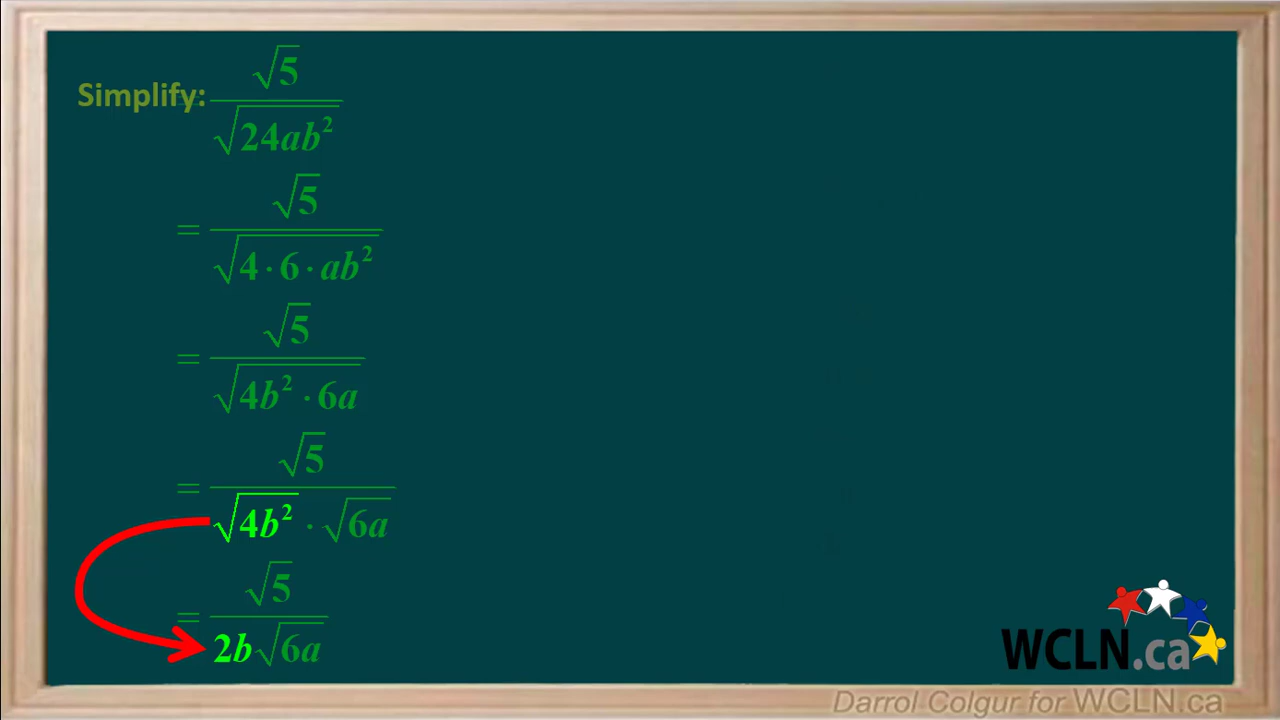 Simplify: √5 / √(24ab²)
= √5 / √(4 · 6 · ab²)
= √5 / √(4b² · 6a)
= √5 / (√(4b²) · √(6a))
= √5 / (2b√(6a))
WCLN.ca
Darrol Colgur for WCLN.ca